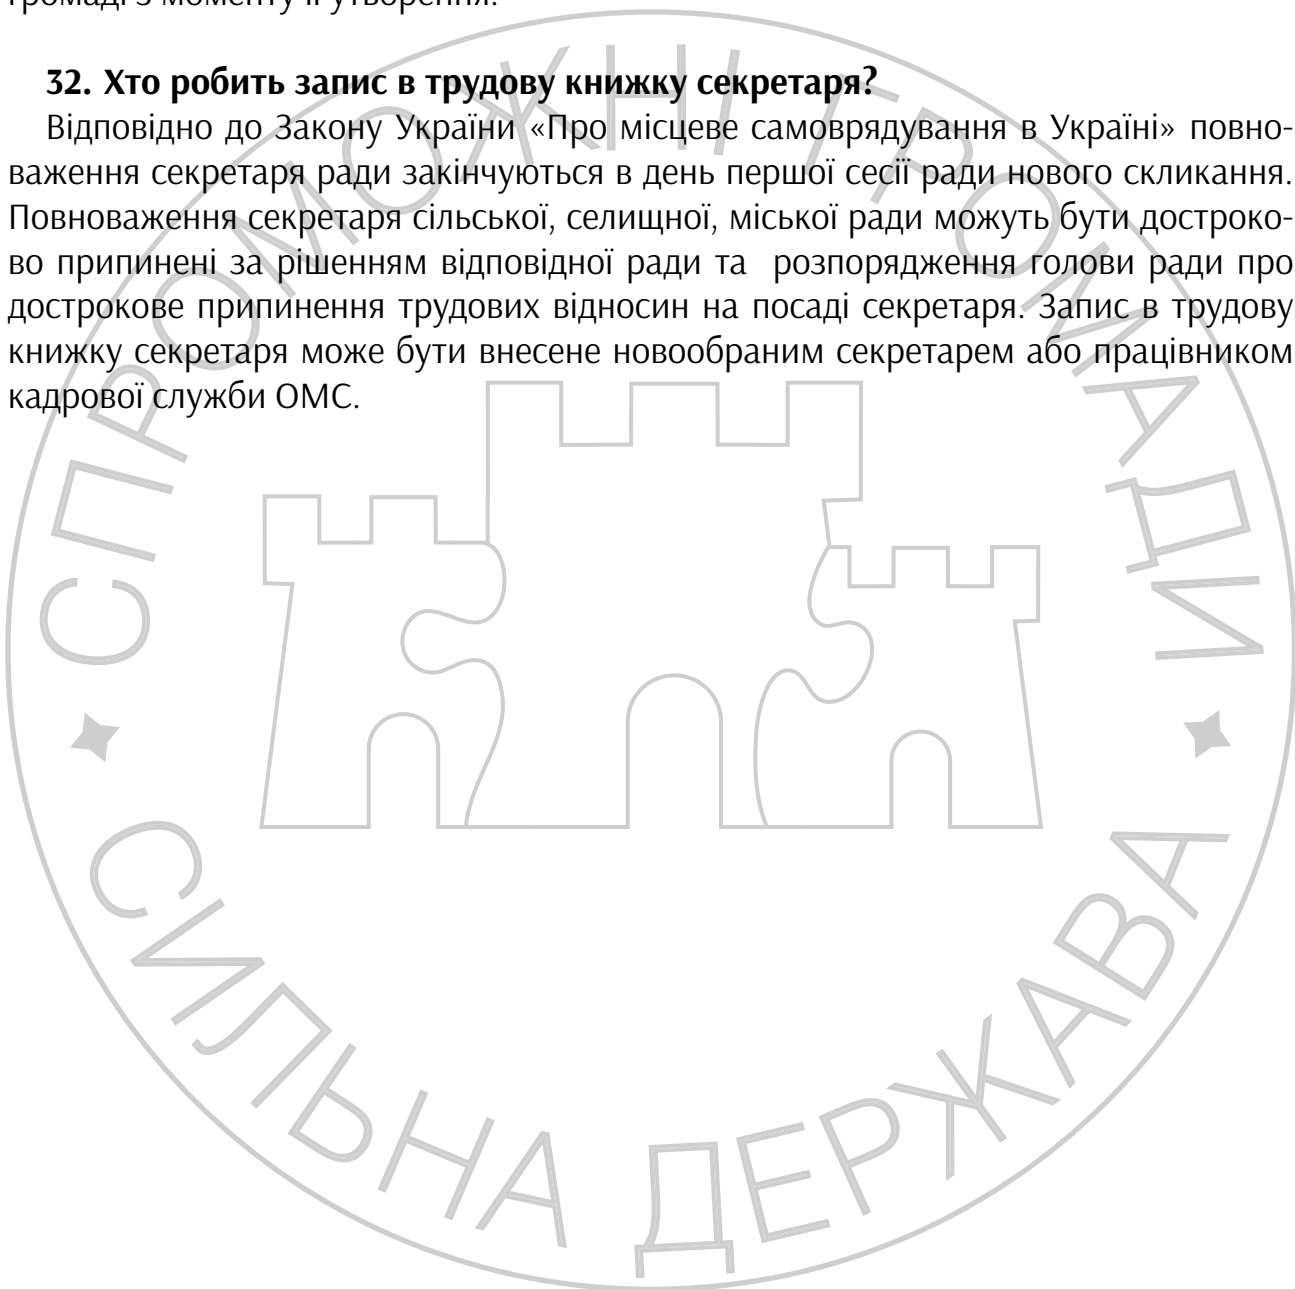 громаді з моменту її утворення.
32. Хто робить запис в трудову книжку секретаря?
Відповідно до Закону України «Про місцеве самоврядування в Україні» повно-
важення секретаря ради закінчуються в день першої сесії ради нового скликання.
Повноваження секретаря сільської, селищної, міської ради можуть бути достроко-
во припинені за рішенням відповідної ради та розпорядження голови ради про
дострокове припинення трудових відносин на посаді секретаря. Запис в трудову
книжку секретаря може бути внесене новообраним секретарем або працівником
кадрової служби ОМС.
СПРОМОЖНІ ГРОМАДИ
СИЛЬНА ДЕРЖАВА